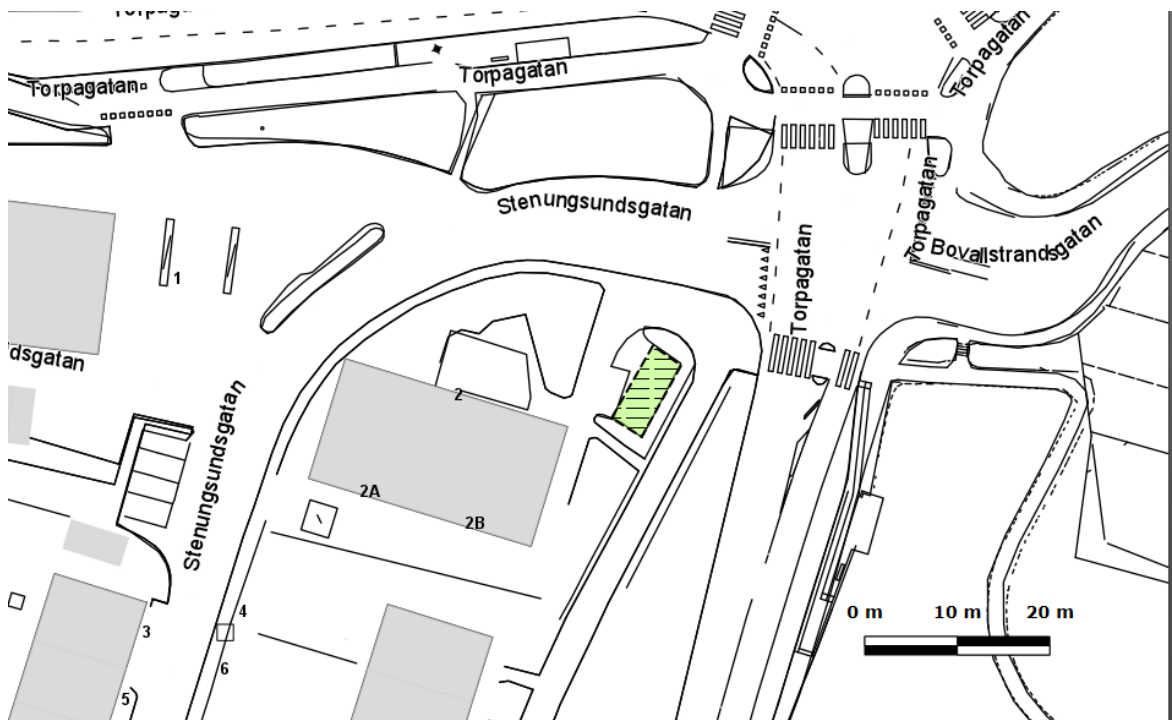 Torpaga
Torpagatan
Torpagatan
Torpagatan
Stenungsundsgatan
Torpagatan
Bovallstrandsgatan
Torpagatan
1
dsgatan
Stenungsundsgatan
2
2A
2B
4
3
6
5
0 m 10 m 20 m